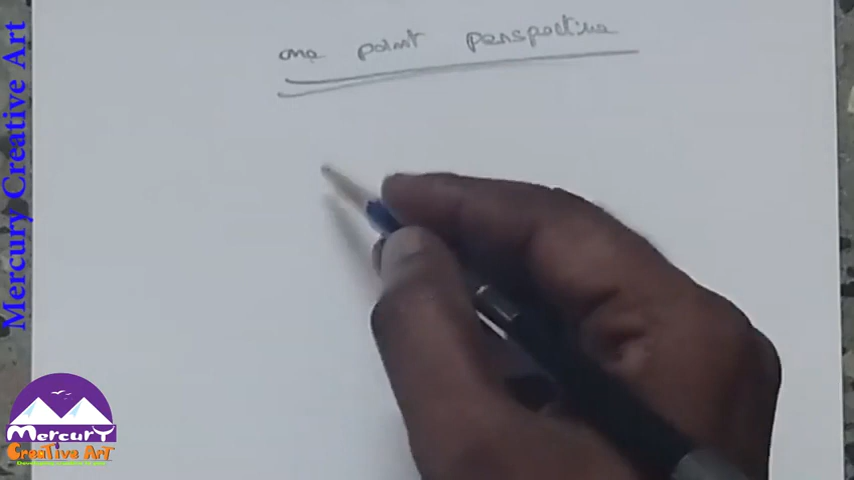 one point perspective
Mercury Creative Art
Mercury
Creative Art